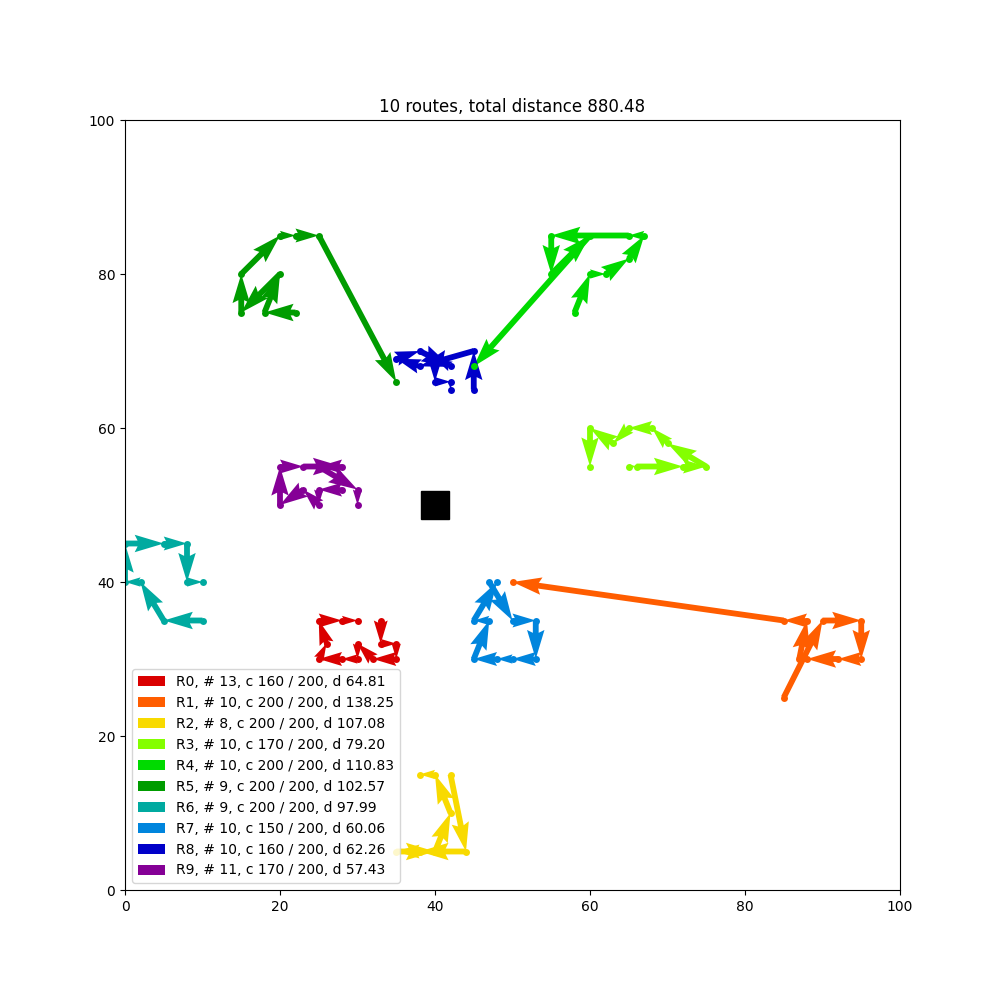 10 routes, total distance 880.48
100
80
60
40
20
0
R0, # 13, c 160 / 200, d 64.81
R1, # 10, c 200 / 200, d 138.25
R2, # 8, c 200 / 200, d 107.08
R3, # 10, c 170 / 200, d 79.20
R4, # 10, c 200 / 200, d 110.83
R5, # 9, c 200 / 200, d 102.57
R6, # 9, c 200 / 200, d 97.99
R7, # 10, c 150 / 200, d 60.06
R8, # 10, c 160 / 200, d 62.26
R9, # 11, c 170 / 200, d 57.43
0 20 40 60 80 100